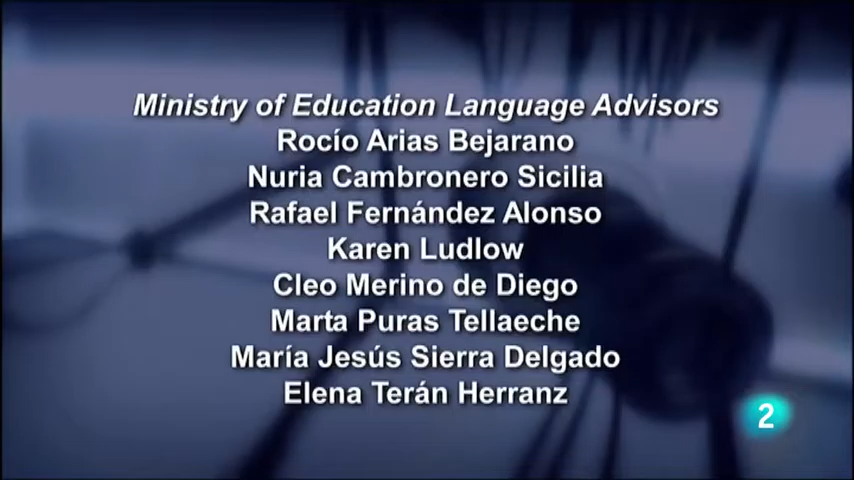 Ministry of Education Language Advisors
Rocío Arias Bejarano
Nuria Cambronero Sicilia
Rafael Fernández Alonso
Karen Ludlow
Cleo Merino de Diego
Marta Puras Tellaeche
María Jesús Sierra Delgado
Elena Terán Herranz
2